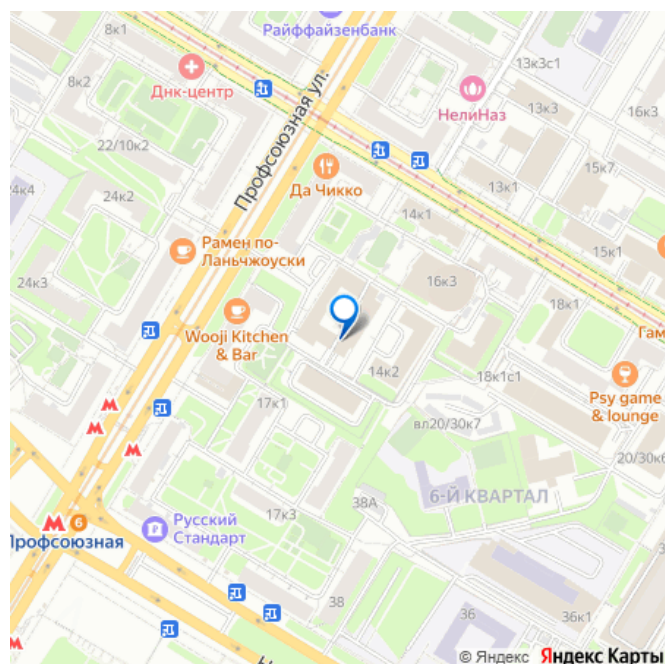 Райффайзенбанк
8к1
13к3с1
8к2
Днк-центр
НелиНаз
13к3
16к3
Профсоюзная ул.
22/10к2
15к7
Да Чикко
24к4
24к2
13к1
14к1
Рамен по-
Ланьчжоуски
15к1
24к3
16к3
18к1
Wooji Kitchen
& Bar
Гам
14к2
18к1с1
Psy game
& lounge
17к1
вл20/30к7
20/30к6
38А
6-Й КВАРТАЛ
17к3
6
Профсоюзная
Русский
Стандарт
38
36
36к1
© Яндекс Яндекс Карты